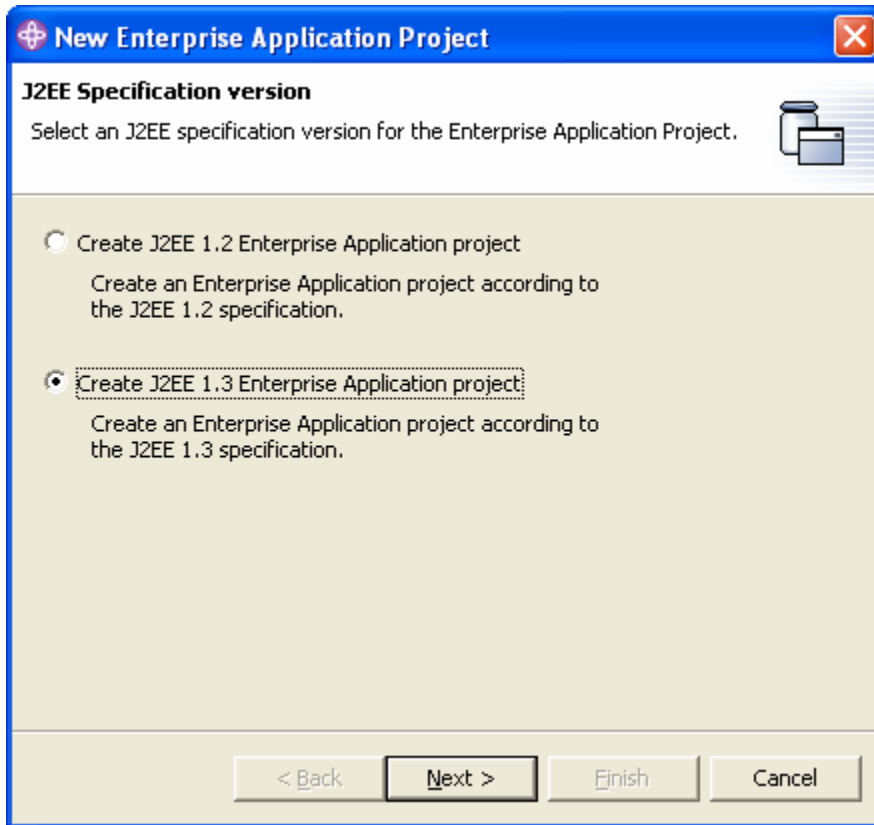 New Enterprise Application Project
J2EE Specification version
Select an J2EE specification version for the Enterprise Application Project.
Create J2EE 1.2 Enterprise Application project
Create an Enterprise Application project according to
the J2EE 1.2 specification.
Create J2EE 1.3 Enterprise Application project
Create an Enterprise Application project according to
the J2EE 1.3 specification.
< Back
Next >
Finish
Cancel